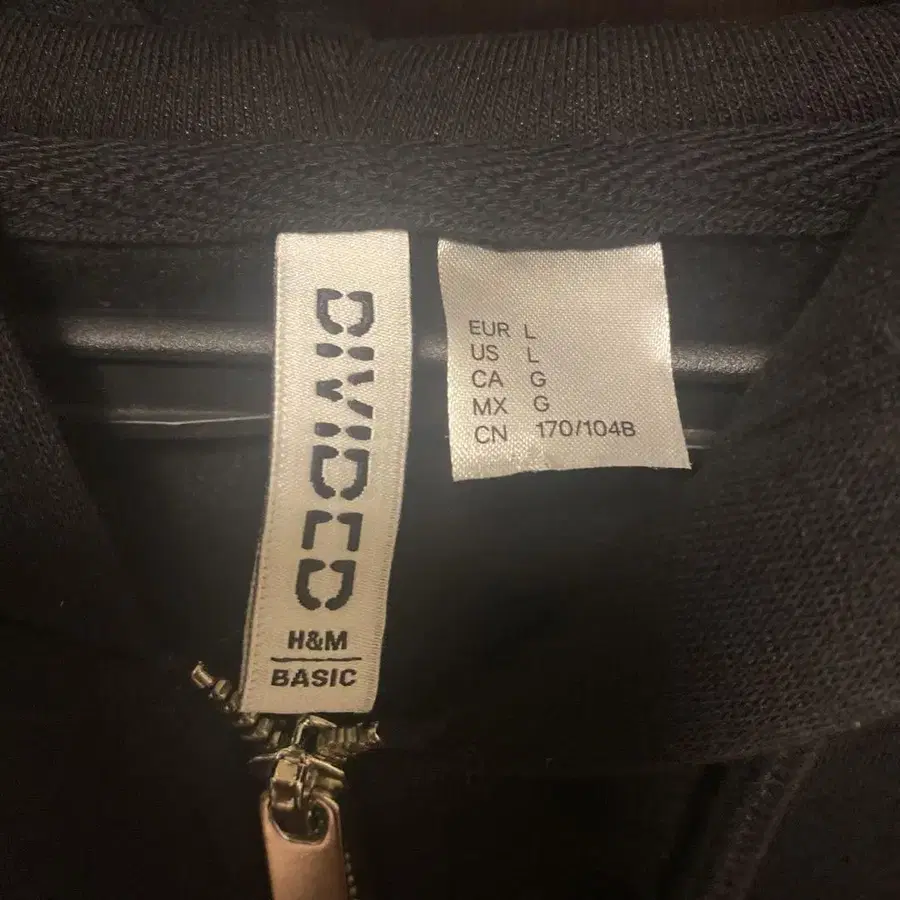 DIVIDED
H&M
BASIC
EUR L
US L
CA G
MX G
CN 170/104B